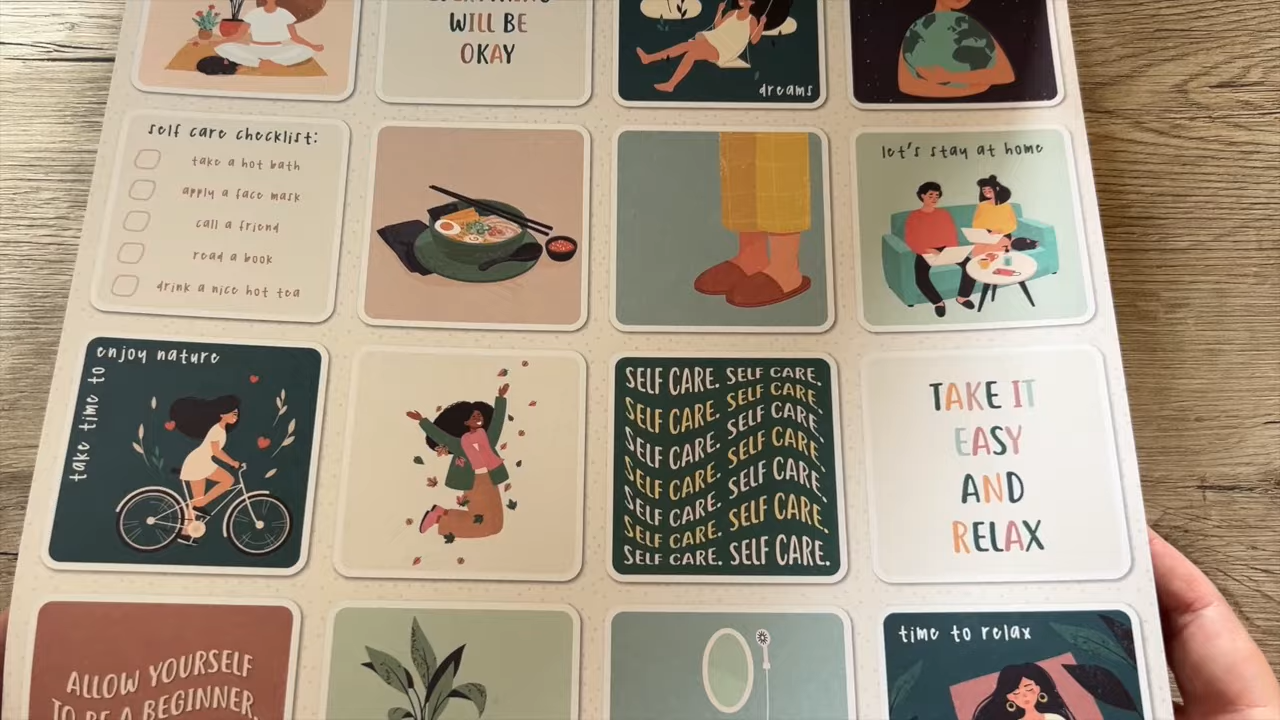 WILL BE
OKAY
dreams
self care checklist:
take a hot bath
apply a face mask
call a friend
read a book
drink a nice hot tea
let's stay at home
take time to
enjoy nature
SELF CARE. SELF CARE.
SELF CARE. SELF CARE.
SELF CARE. SELF CARE.
SELF CARE. SELF CARE.
SELF CARE. SELF CARE.
SELF CARE. SELF CARE.
SELF CARE. SELF CARE.
TAKE IT
EASY
AND
RELAX
ALLOW YOURSELF
TO BE A BEGINNER.
time to relax